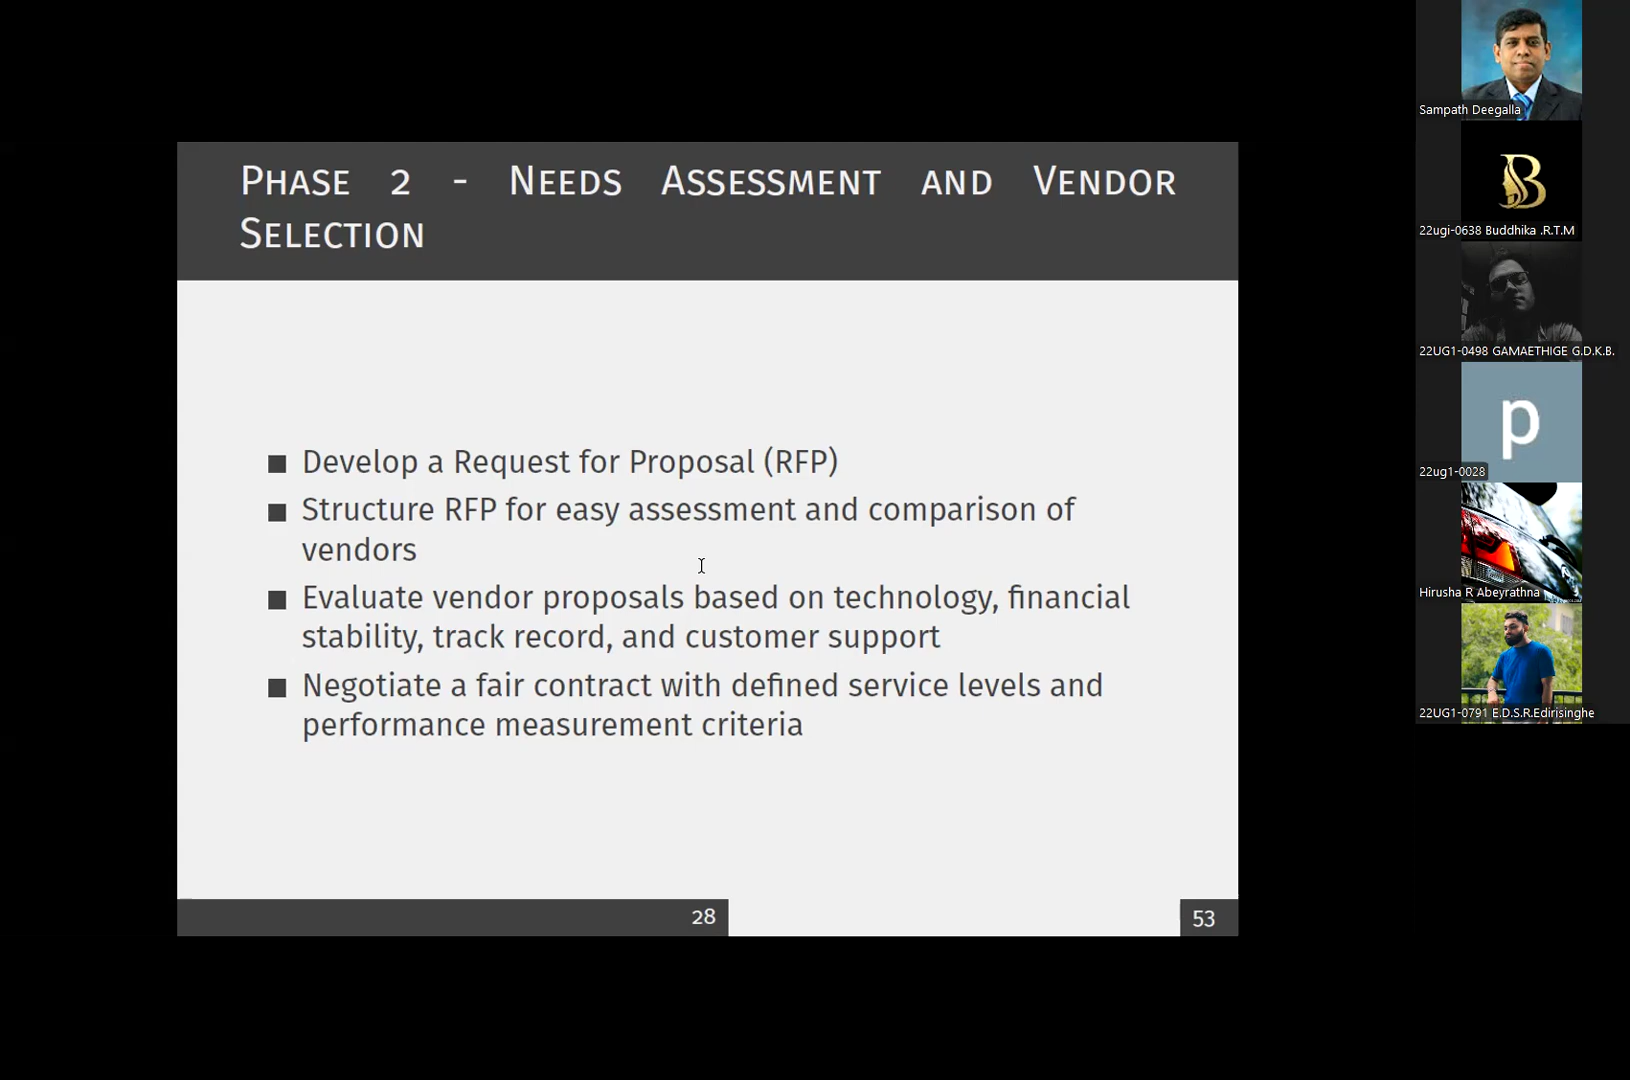 Phase 2 - Needs Assessment and Vendor
Selection
■ Develop a Request for Proposal (RFP)
■ Structure RFP for easy assessment and comparison of
vendors
■ Evaluate vendor proposals based on technology, financial
stability, track record, and customer support
■ Negotiate a fair contract with defined service levels and
performance measurement criteria
28
53
Sampath Deegalla
B
22ugi-0638 Buddhika .R.T.M
22UG1-0498 GAMAETHIGE G.D.K.B.
p
22ug1-0028
Hirusha R Abeyrathna
22UG1-0791 E.D.S.R.Edirisinghe